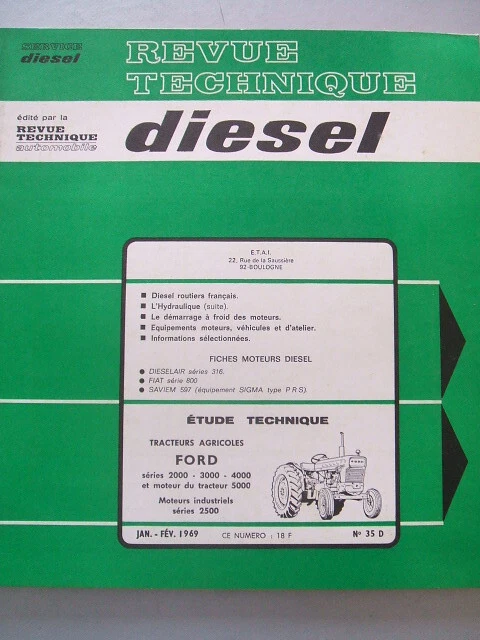 SERVICE
diesel
REVUE
TECHNIQUE
diesel
édité par la
REVUE
TECHNIQUE
automobile
E.T.A.I.
22, Rue de la Saussière
92-BOULOGNE
Diesel routiers français.
L'Hydraulique (suite).
Le démarrage à froid des moteurs.
Equipements moteurs, véhicules et d'atelier.
Informations sélectionnées.
FICHES MOTEURS DIESEL
DIESELAIR séries 316.
FIAT série 800
SAVIEM 597 (équipement SIGMA type PRS).
ÉTUDE TECHNIQUE
TRACTEURS AGRICOLES
FORD
séries 2000 - 3000 - 4000
et moteur du tracteur 5000
Moteurs industriels
série 2500
JAN. - FÉV. 1969 CE NUMERO : 18 F Nº 35 D